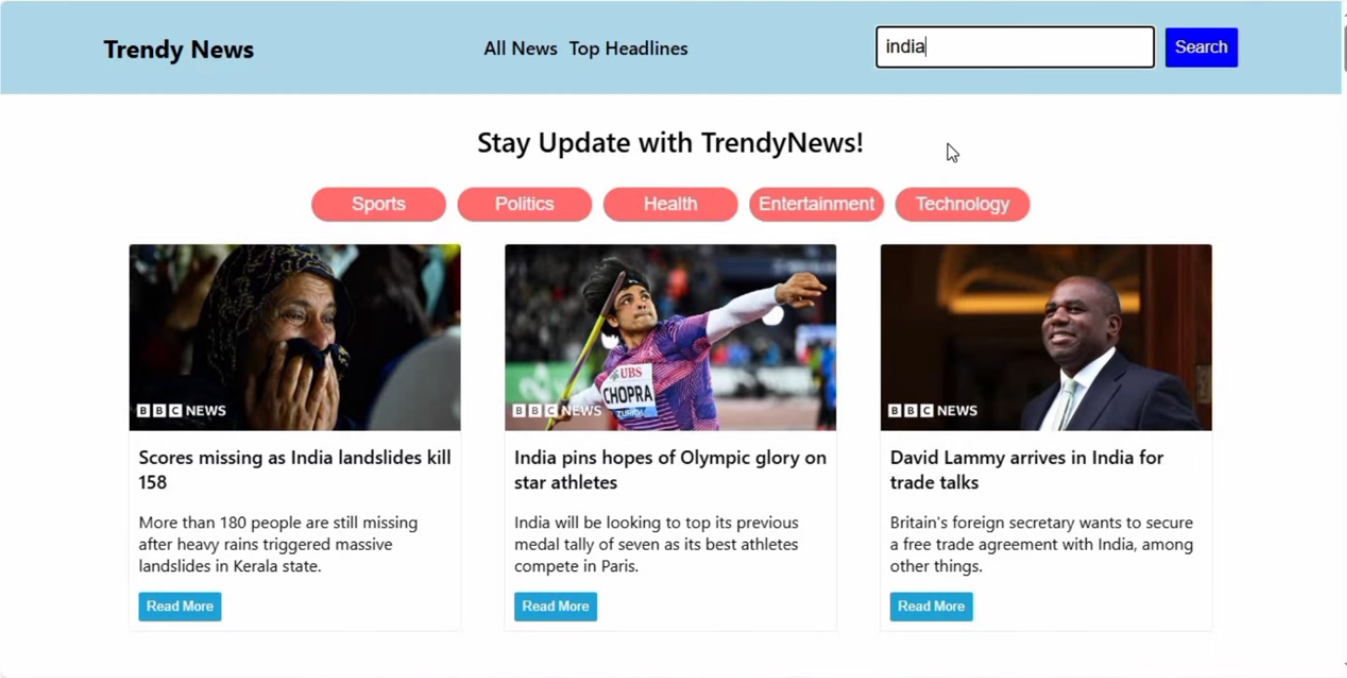 Trendy News
All News Top Headlines
india
Search
Stay Update with TrendyNews!
Sports
Politics
Health
Entertainment
Technology
BBC NEWS
Scores missing as India landslides kill
158
More than 180 people are still missing
after heavy rains triggered massive
landslides in Kerala state.
Read More
UBS
CHOPRA
ZURICH
BBC NEWS
India pins hopes of Olympic glory on
star athletes
India will be looking to top its previous
medal tally of seven as its best athletes
compete in Paris.
Read More
BBC NEWS
David Lammy arrives in India for
trade talks
Britain's foreign secretary wants to secure
a free trade agreement with India, among
other things.
Read More